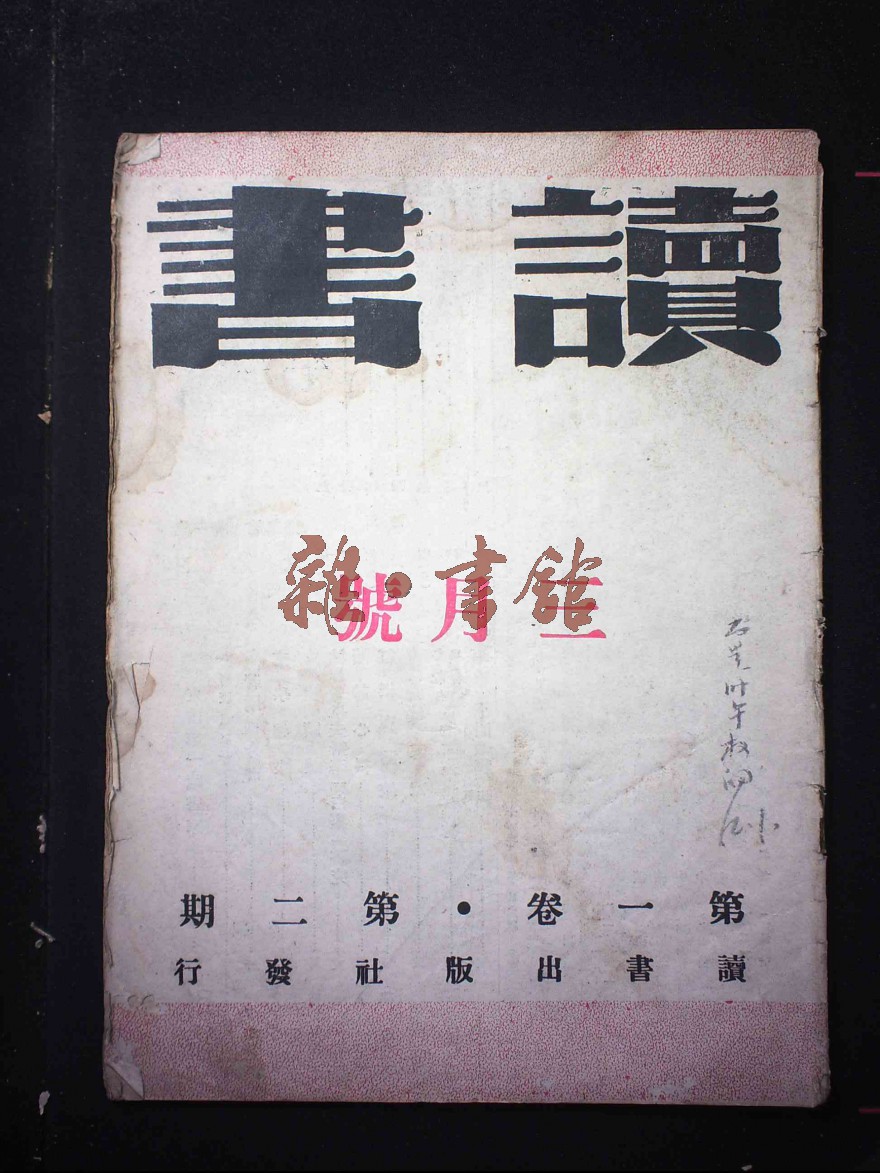 讀書
三月號
雜·書館
第一卷·第二期
讀書出版社發行